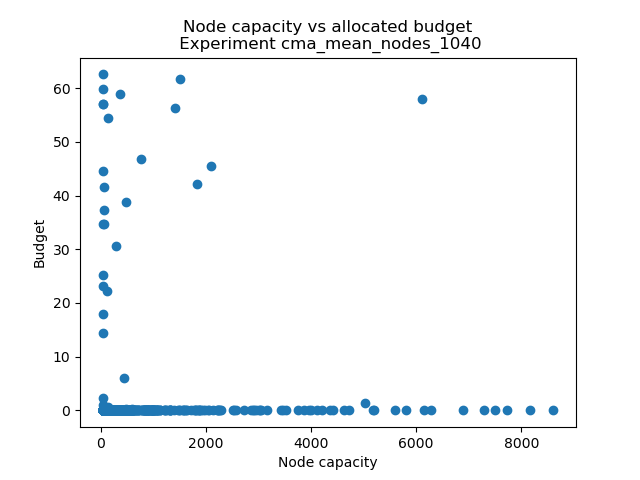 Node capacity vs allocated budget
Experiment cma_mean_nodes_1040
60
50
40
30
20
10
0
Budget
0 2000 4000 6000 8000
Node capacity